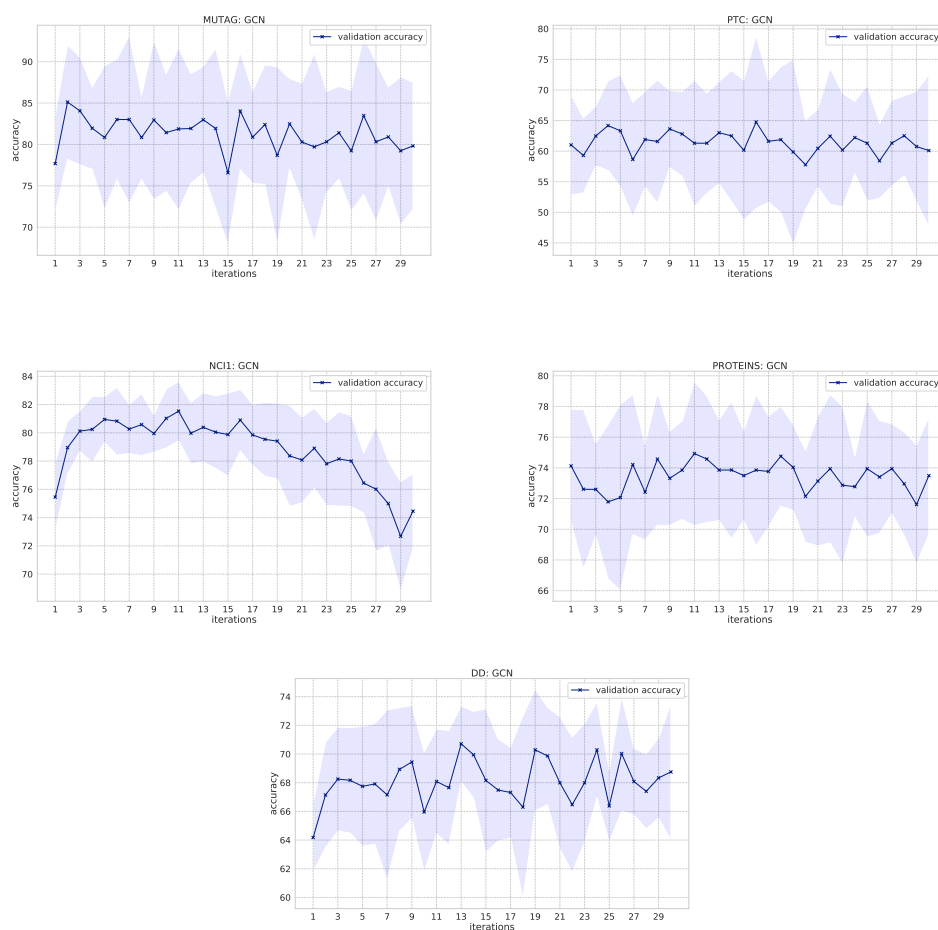 MUTAG: GCN
validation accuracy
accuracy
90
85
80
75
70
1 3 5 7 9 11 13 15 17 19 21 23 25 27 29
iterations
PTC: GCN
validation accuracy
accuracy
80
75
70
65
60
55
50
45
1 3 5 7 9 11 13 15 17 19 21 23 25 27 29
iterations
NCI1: GCN
validation accuracy
accuracy
84
82
80
78
76
74
72
70
1 3 5 7 9 11 13 15 17 19 21 23 25 27 29
iterations
PROTEINS: GCN
validation accuracy
accuracy
80
78
76
74
72
70
68
66
1 3 5 7 9 11 13 15 17 19 21 23 25 27 29
iterations
DD: GCN
validation accuracy
accuracy
74
72
70
68
66
64
62
60
1 3 5 7 9 11 13 15 17 19 21 23 25 27 29
iterations